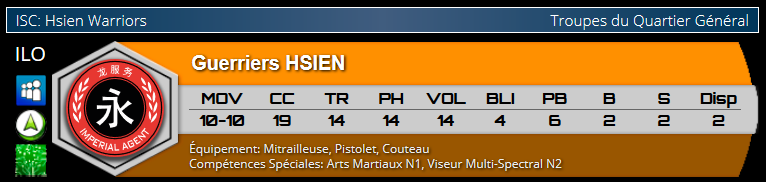 ISC: Hsien Warriors
Troupes du Quartier Général
ILO
Guerriers HSIEN
龙服务
永
IMPERIAL AGENT
MOV CC TR PH VOL BLI PB B S Disp
10-10 19 14 14 14 4 6 2 2 2
Équipement: Mitrailleuse, Pistolet, Couteau
Compétences Spéciales: Arts Martiaux N1, Viseur Multi-Spectral N2